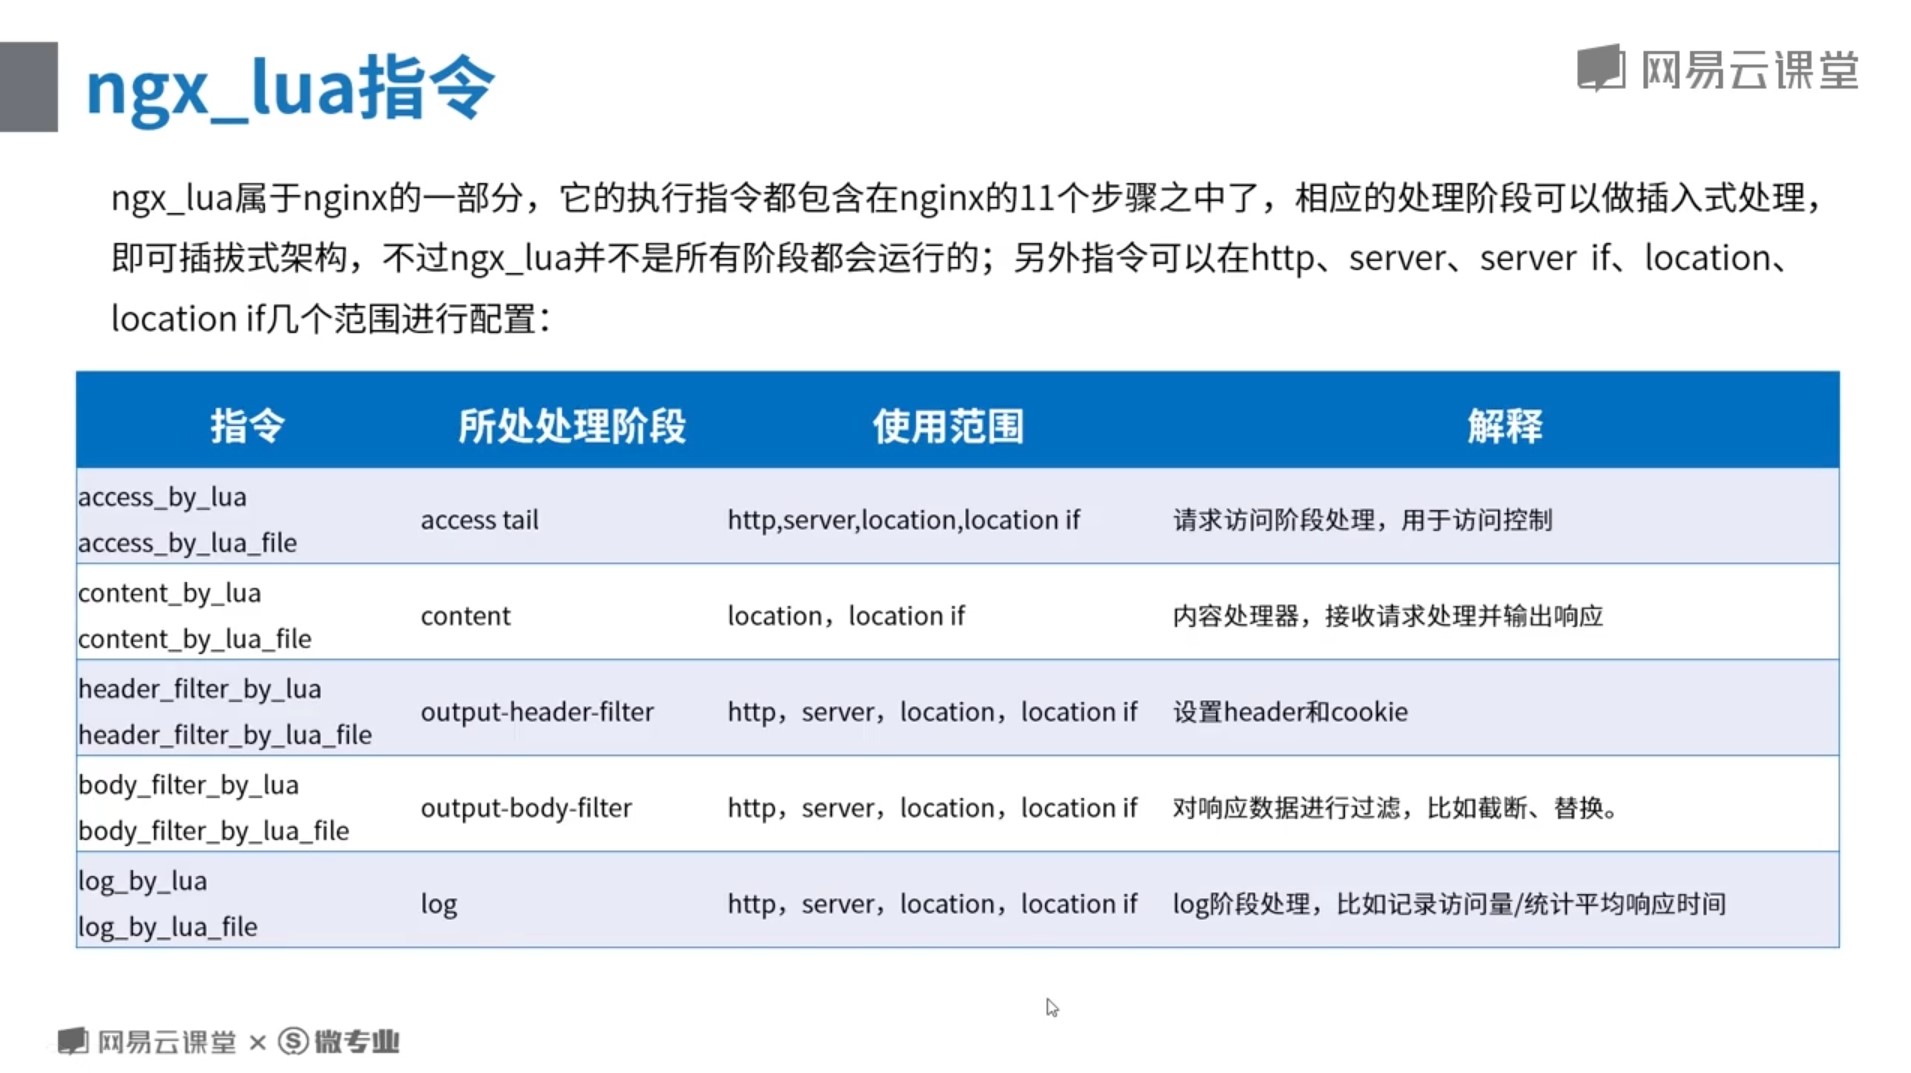 ngx_lua指令
网易云课堂
ngx_lua属于nginx的一部分，它的执行指令都包含在nginx的11个步骤之中了，相应的处理阶段可以做插入式处理，
即可插拔式架构，不过ngx_lua并不是所有阶段都会运行的；另外指令可以在http、server、server if、location、
location if几个范围进行配置：
指令 所处处理阶段 使用范围 解释
access_by_lua
access_by_lua_file
access tail
http,server,location,location if
请求访问阶段处理，用于访问控制
content_by_lua
content_by_lua_file
content
location，location if
内容处理器，接收请求处理并输出响应
header_filter_by_lua
header_filter_by_lua_file
output-header-filter
http，server，location，location if
设置header和cookie
body_filter_by_lua
body_filter_by_lua_file
output-body-filter
http，server，location，location if
对响应数据进行过滤，比如截断、替换。
log_by_lua
log_by_lua_file
log
http，server，location，location if
log阶段处理，比如记录访问量/统计平均响应时间
网易云课堂 × S 微专业